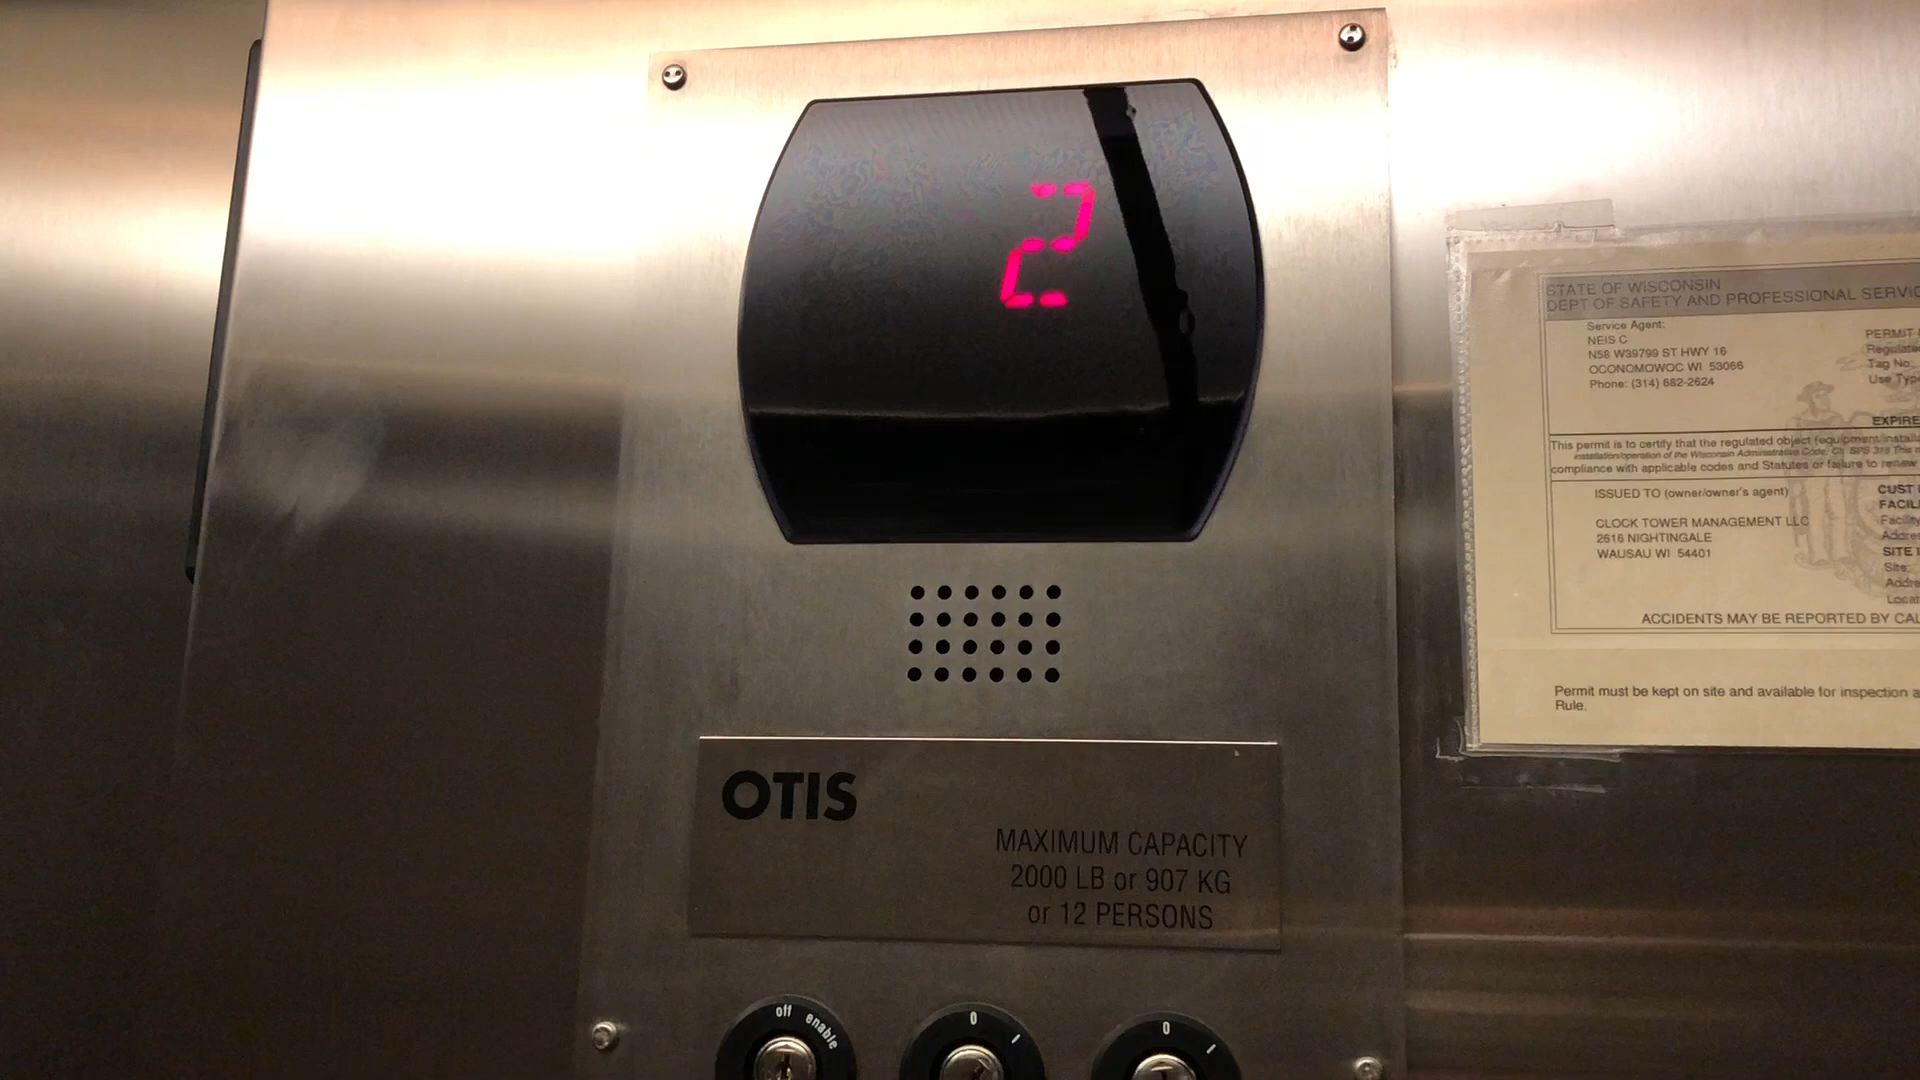 2
OTIS
MAXIMUM CAPACITY
2000 LB or 907 KG
or 12 PERSONS
off enable
0 I
0 I
STATE OF WISCONSIN
DEPT OF SAFETY AND PROFESSIONAL SERVIC
Service Agent:
NEIS C
N58 W39799 ST HWY 16
OCONOMOWOC WI 53066
Phone: (314) 682-2624
PERMIT
Regulate
Tag No:
Use Typ
EXPIRE
This permit is to certify that the regulated object (equipment/installa
installation/operation of the Wisconsin Administrative Code, Ch. SPS 318 This
compliance with applicable codes and Statutes or failure to renew
ISSUED TO (owner/owner's agent)
CLOCK TOWER MANAGEMENT LLC
2616 NIGHTINGALE
WAUSAU WI 54401
CUST
FACIL
Facility
Addre
SITE I
Site:
Addre
Locat
ACCIDENTS MAY BE REPORTED BY CAL
Permit must be kept on site and available for inspection a
Rule.